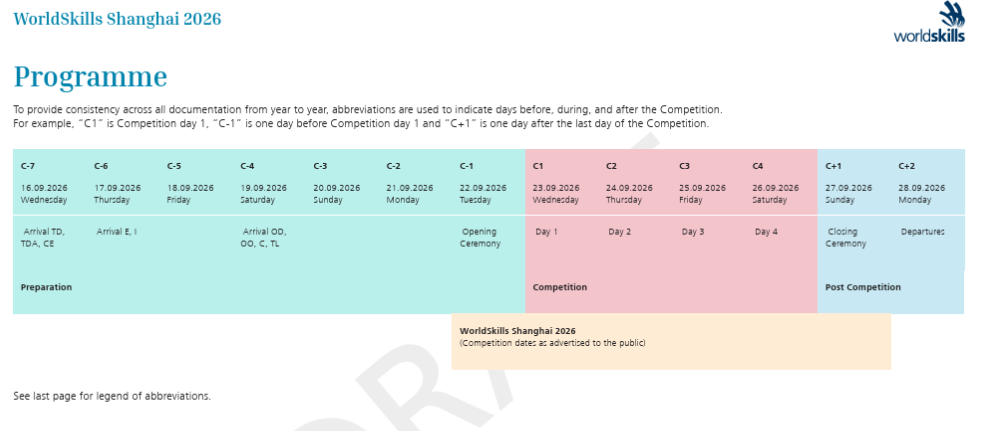 WorldSkills Shanghai 2026
worldskills
Programme
To provide consistency across all documentation from year to year, abbreviations are used to indicate days before, during, and after the Competition.
For example, “C1” is Competition day 1, “C-1” is one day before Competition day 1 and “C+1” is one day after the last day of the Competition.
C-7 C-6 C-5 C-4 C-3 C-2 C-1 C1 C2 C3 C4 C+1 C+2
16.09.2026 17.09.2026 18.09.2026 19.09.2026 20.09.2026 21.09.2026 22.09.2026 23.09.2026 24.09.2026 25.09.2026 26.09.2026 27.09.2026 28.09.2026
Wednesday Thursday Friday Saturday Sunday Monday Tuesday Wednesday Thursday Friday Saturday Sunday Monday
Arrival TD, Arrival E, I Arrival OD, Opening Day 1 Day 2 Day 3 Day 4 Closing Departures
TDA, CE OO, C, TL Ceremony Ceremony
Preparation Competition Post Competition
WorldSkills Shanghai 2026
(Competition dates as advertised to the public)
See last page for legend of abbreviations.
DRA